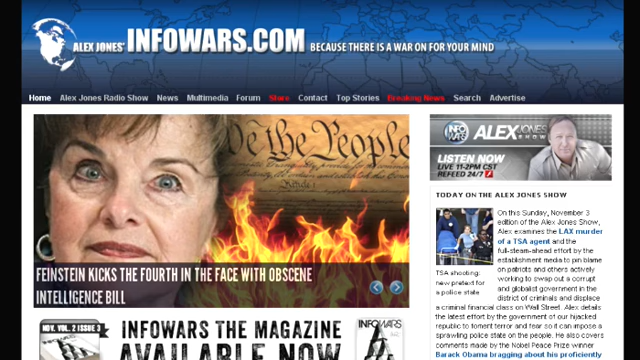 ALEX JONES' INFOWARS.COM BECAUSE THERE IS A WAR ON FOR YOUR MIND
Home Alex Jones Radio Show News Multimedia Forum Store Contact Top Stories Breaking News Search Advertise
We the People
Article I
FEINSTEIN KICKS THE FOURTH IN THE FACE WITH OBSCENE
INTELLIGENCE BILL
NOV. VOL. 2 ISSUE 3
INFOWARS THE MAGAZINE
AVAILABLE NOW
INFOWARS
INFO WARS
ALEX JONES
SHOW
LISTEN NOW
LIVE 11-2PM CST
REFEED 24/7
TODAY ON THE ALEX JONES SHOW
On this Sunday, November 3
edition of the Alex Jones Show,
Alex examines the LAX murder
of a TSA agent and the
full-steam-ahead effort by the
establishment media to pin blame
on patriots and others actively
working to swap out a corrupt
and globalist government in the
TSA shooting:
new pretext for
a police state
district of criminals and displace
a criminal financial class on Wall Street. Alex details
the latest effort by the government of our hijacked
republic to foment terror and fear so it can impose a
sprawling police state on the people. He also covers
comments made by the Nobel Peace Prize winner
Barack Obama bragging about his proficiently